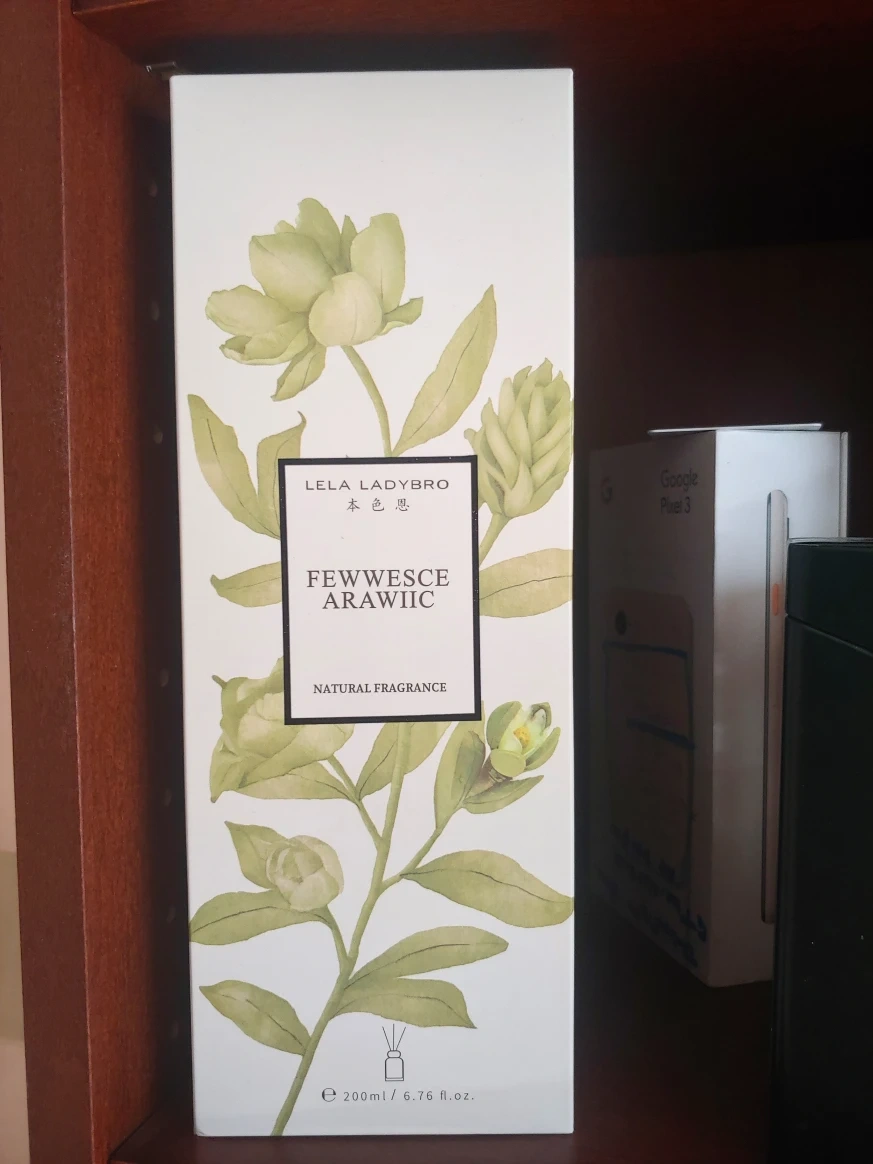 LELA LADYBRO
本色恩
FEWWESCE
ARAWIIC
NATURAL FRAGRANCE
℮ 200ml / 6.76 fl.oz.
G
Google
Pixel 3